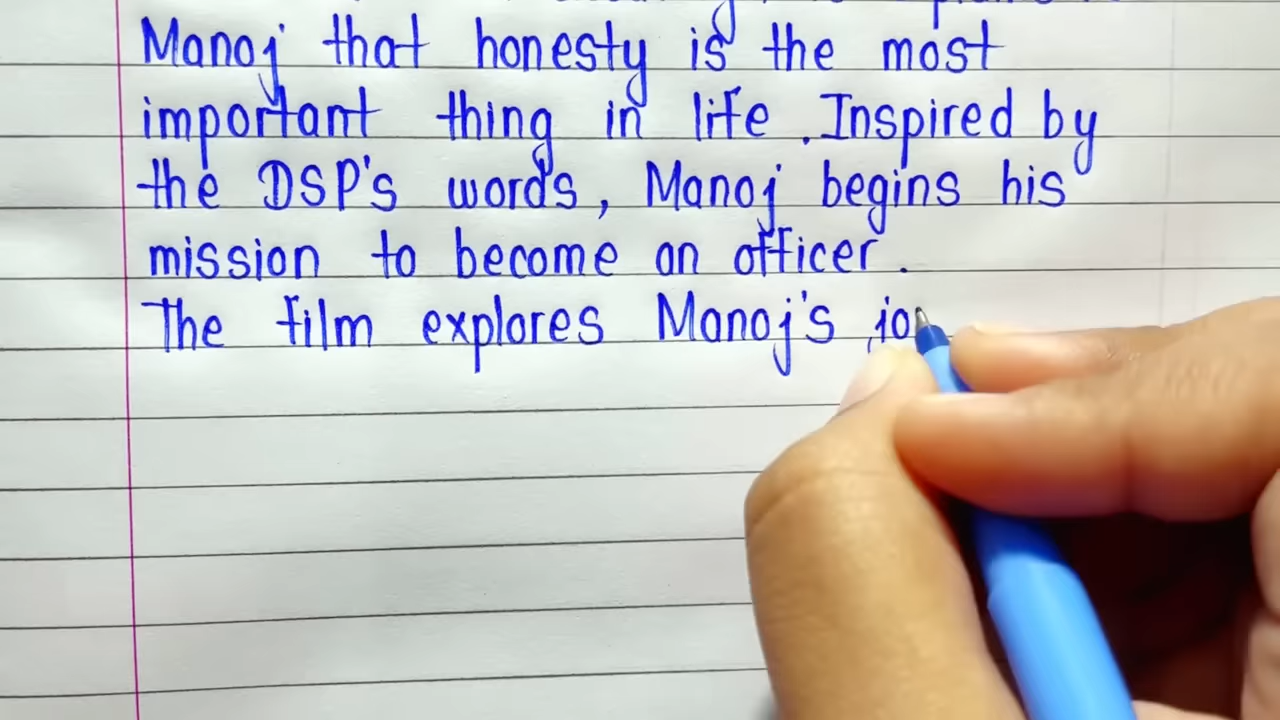 Manoj that honesty is the most
important thing in life . Inspired by
the DSP's words, Manoj begins his
mission to become an officer.
The film explores Manoj's jo